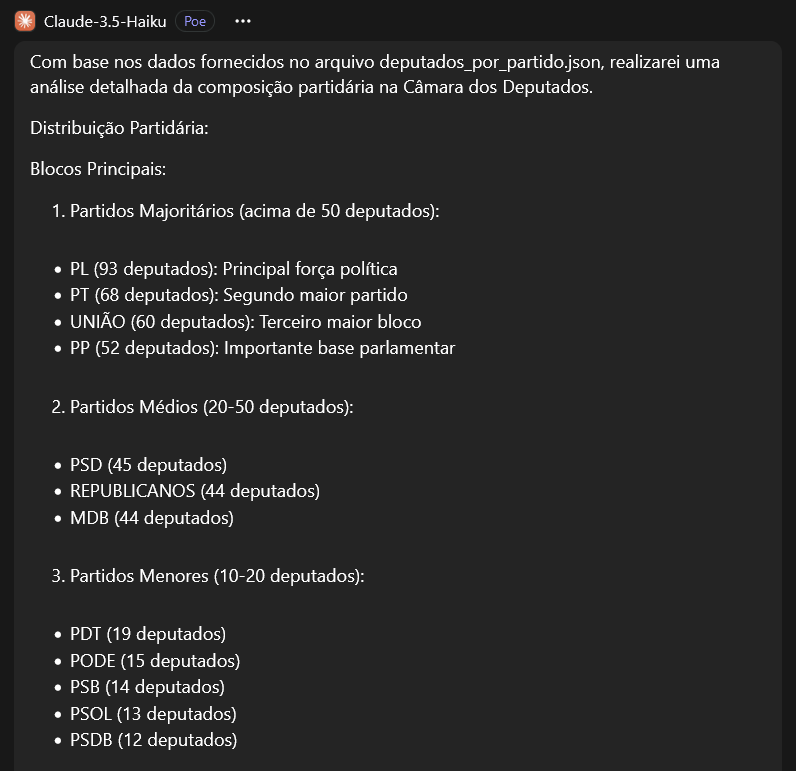 Claude-3.5-Haiku Poe
Com base nos dados fornecidos no arquivo deputados_por_partido.json, realizarei uma
análise detalhada da composição partidária na Câmara dos Deputados.
Distribuição Partidária:
Blocos Principais:
1. Partidos Majoritários (acima de 50 deputados):
• PL (93 deputados): Principal força política
• PT (68 deputados): Segundo maior partido
• UNIÃO (60 deputados): Terceiro maior bloco
• PP (52 deputados): Importante base parlamentar
2. Partidos Médios (20-50 deputados):
• PSD (45 deputados)
• REPUBLICANOS (44 deputados)
• MDB (44 deputados)
3. Partidos Menores (10-20 deputados):
• PDT (19 deputados)
• PODE (15 deputados)
• PSB (14 deputados)
• PSOL (13 deputados)
• PSDB (12 deputados)